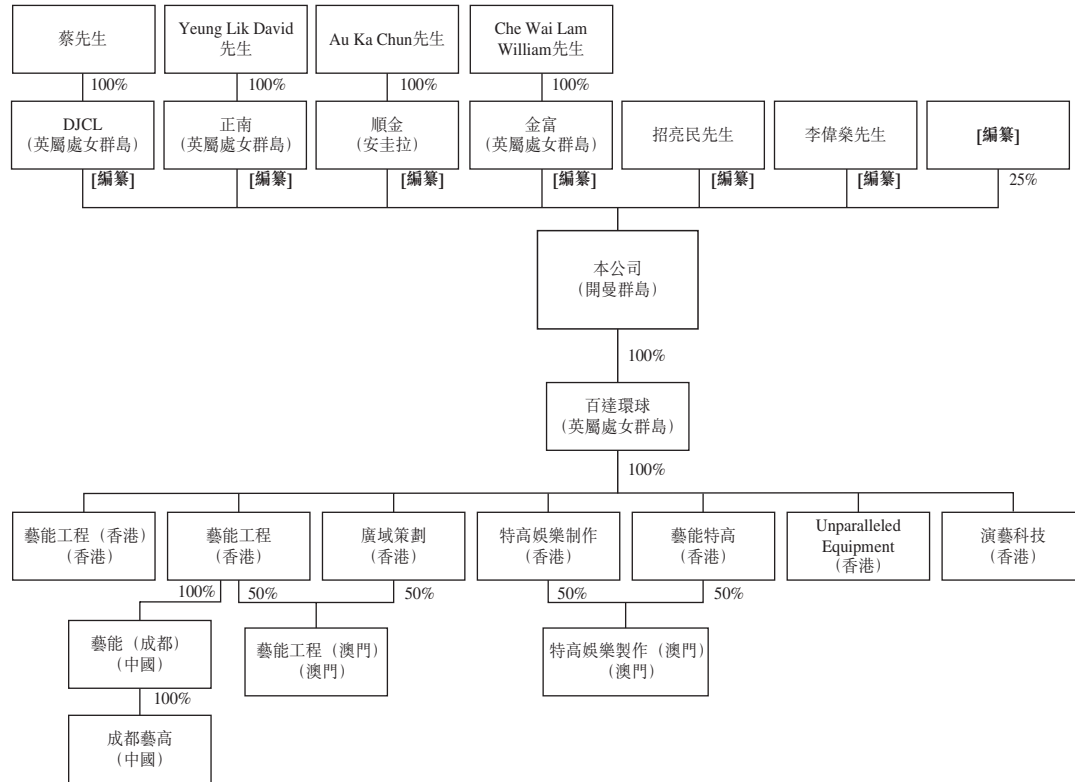 蔡先生
Yeung Lik David
先生
Au Ka Chun先生
Che Wai Lam
William先生
100%
100%
100%
100%
DJCL
(英屬處女群島)
正南
(英屬處女群島)
順金
(安圭拉)
金富
(英屬處女群島)
招亮民先生
李偉燊先生
[編纂]
[編纂]
[編纂]
[編纂]
[編纂]
[編纂]
[編纂]
25%
本公司
(開曼群島)
100%
百達環球
(英屬處女群島)
100%
藝能工程(香港)
(香港)
藝能工程
(香港)
廣域策劃
(香港)
特高娛樂制作
(香港)
藝能特高
(香港)
Unparalleled
Equipment
(香港)
演藝科技
(香港)
100%
50%
50%
50%
50%
藝能(成都)
(中國)
藝能工程(澳門)
(澳門)
特高娛樂製作(澳門)
(澳門)
100%
成都藝高
(中國)